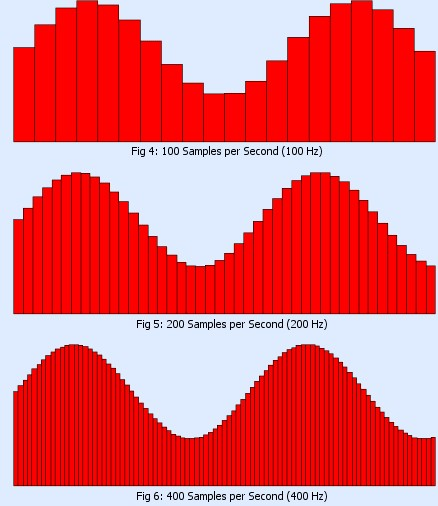 Fig 4: 100 Samples per Second (100 Hz)
Fig 5: 200 Samples per Second (200 Hz)
Fig 6: 400 Samples per Second (400 Hz)